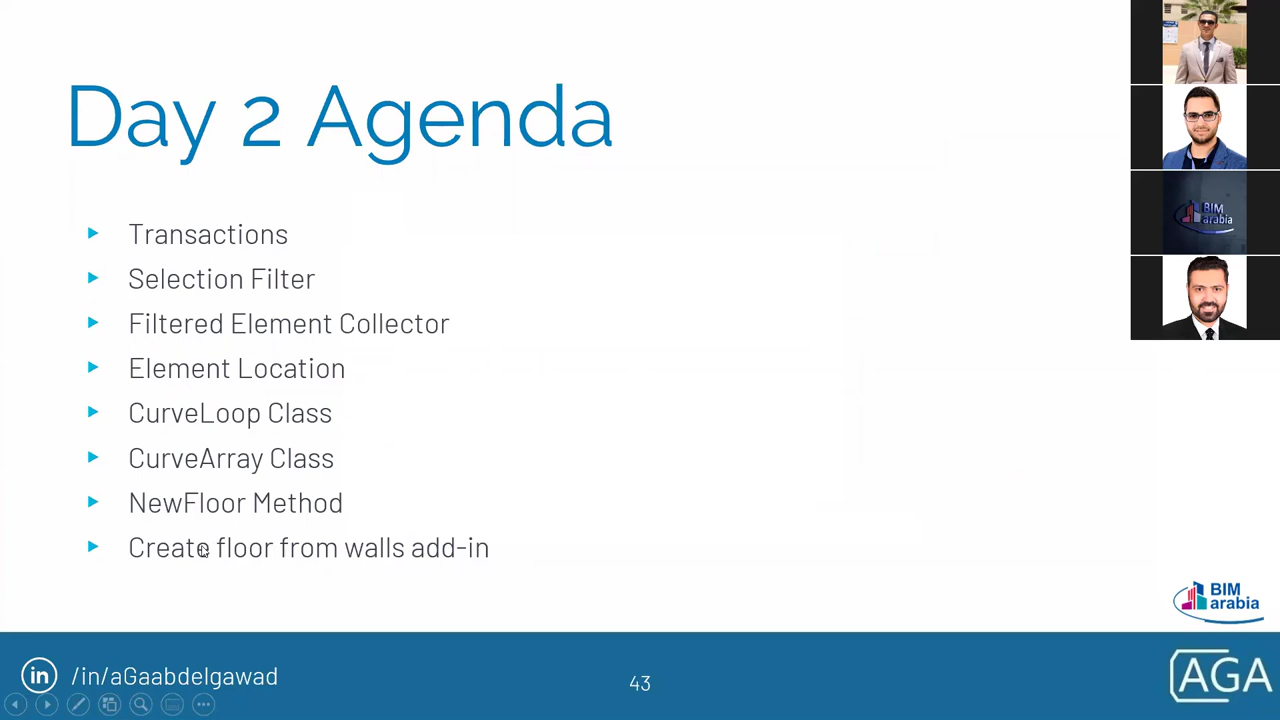 Day 2 Agenda
Transactions
Selection Filter
Filtered Element Collector
Element Location
CurveLoop Class
CurveArray Class
NewFloor Method
Create floor from walls add-in
BIM
arabia
BIM
arabia
in
/in/aGaabdelgawad
43
AGA